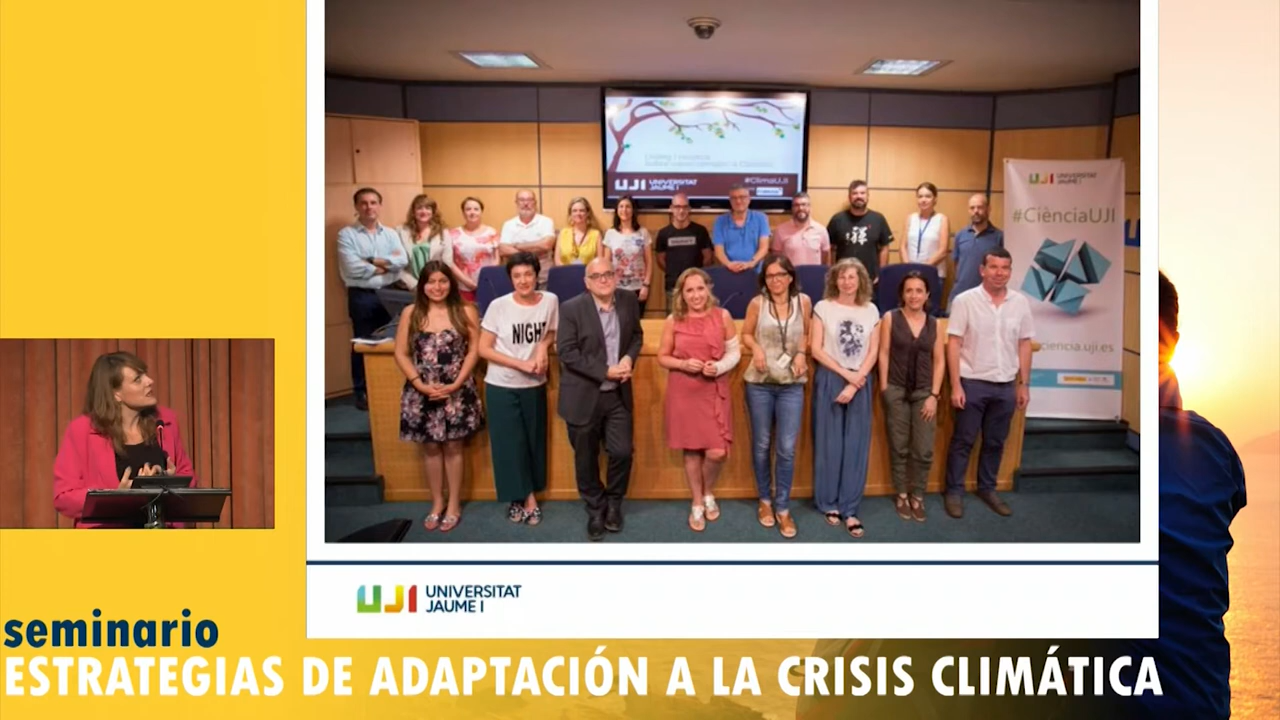 UJI UNIVERSITAT
JAUME I
#ClimaUJI
UJI UNIVERSITAT
JAUME I
#CiènciaUJI
ciencia.uji.es
NIGHT
UJI UNIVERSITAT
JAUME I
seminario
ESTRATEGIAS DE ADAPTACIÓN A LA CRISIS CLIMÁTICA